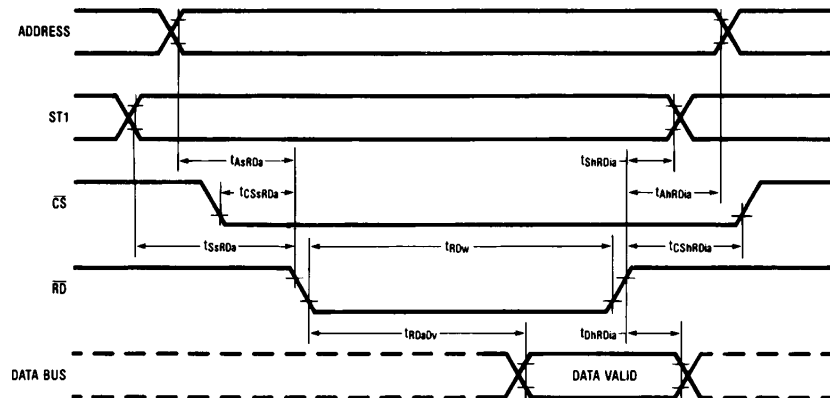 ADDRESS
ST1
tAsRDa
tShRDia
CS
tCSsRDa
tAhRDia
tSsRDa
tRDw
tCShRDia
RD
tRDaDv
tDhRDia
DATA BUS
DATA VALID